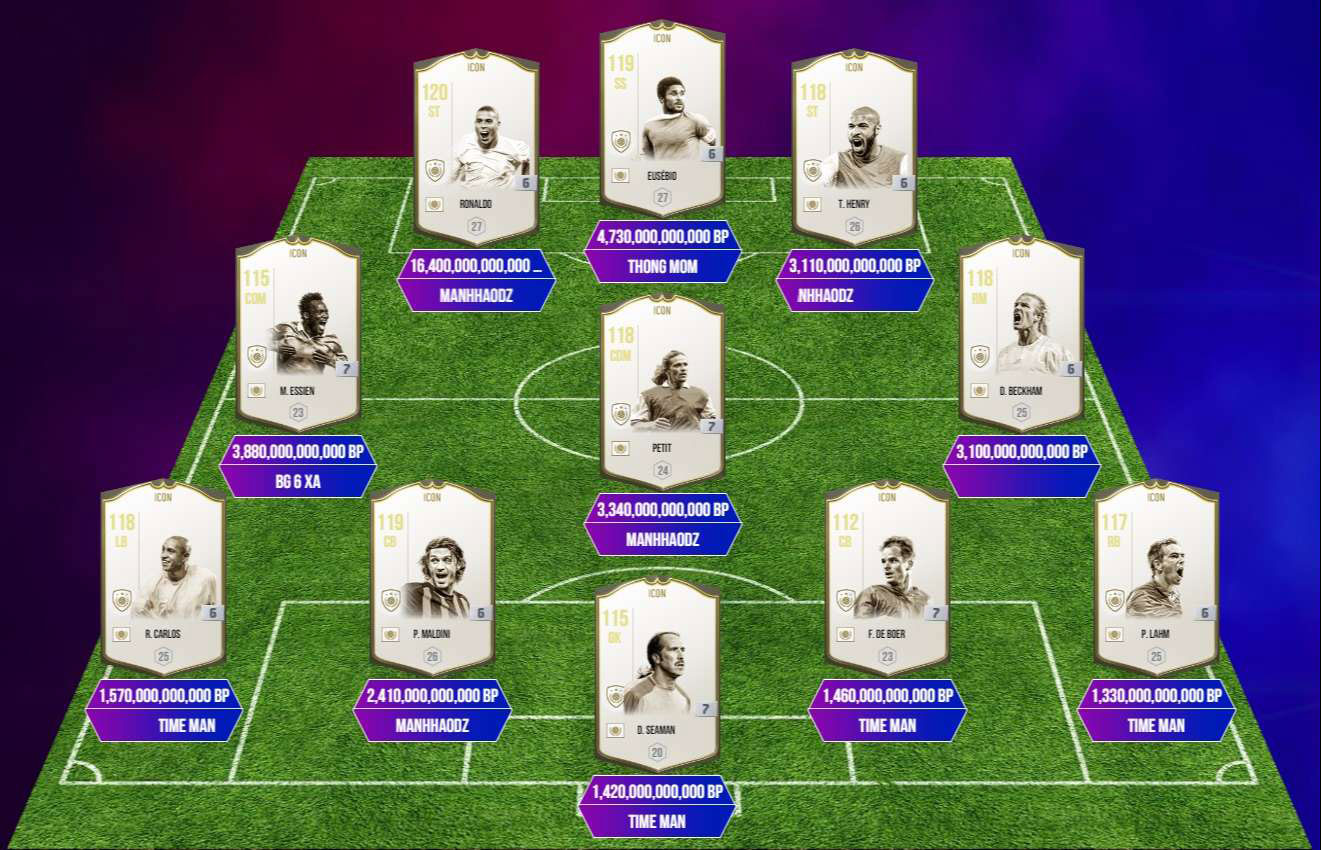 ICON
119
SS
6
EUSÉBIO
27
4,730,000,000,000 BP
THONG MOM
ICON
120
ST
6
RONALDO
27
16,400,000,000,000 ...
MANHHAODZ
ICON
118
ST
6
T. HENRY
26
3,110,000,000,000 BP
NHHAODZ
ICON
115
CDM
7
M. ESSIEN
23
3,880,000,000,000 BP
BG 6 XA
ICON
118
CDM
7
PETIT
24
3,340,000,000,000 BP
MANHHAODZ
ICON
118
RM
6
D. BECKHAM
25
3,100,000,000,000 BP
ICON
118
LB
6
R. CARLOS
25
1,570,000,000,000 BP
TIME MAN
ICON
119
CB
6
P. MALDINI
26
2,410,000,000,000 BP
MANHHAODZ
ICON
112
CB
7
F. DE BOER
23
1,460,000,000,000 BP
TIME MAN
ICON
117
RB
6
P. LAHM
25
1,330,000,000,000 BP
TIME MAN
ICON
115
GK
7
D. SEAMAN
20
1,420,000,000,000 BP
TIME MAN